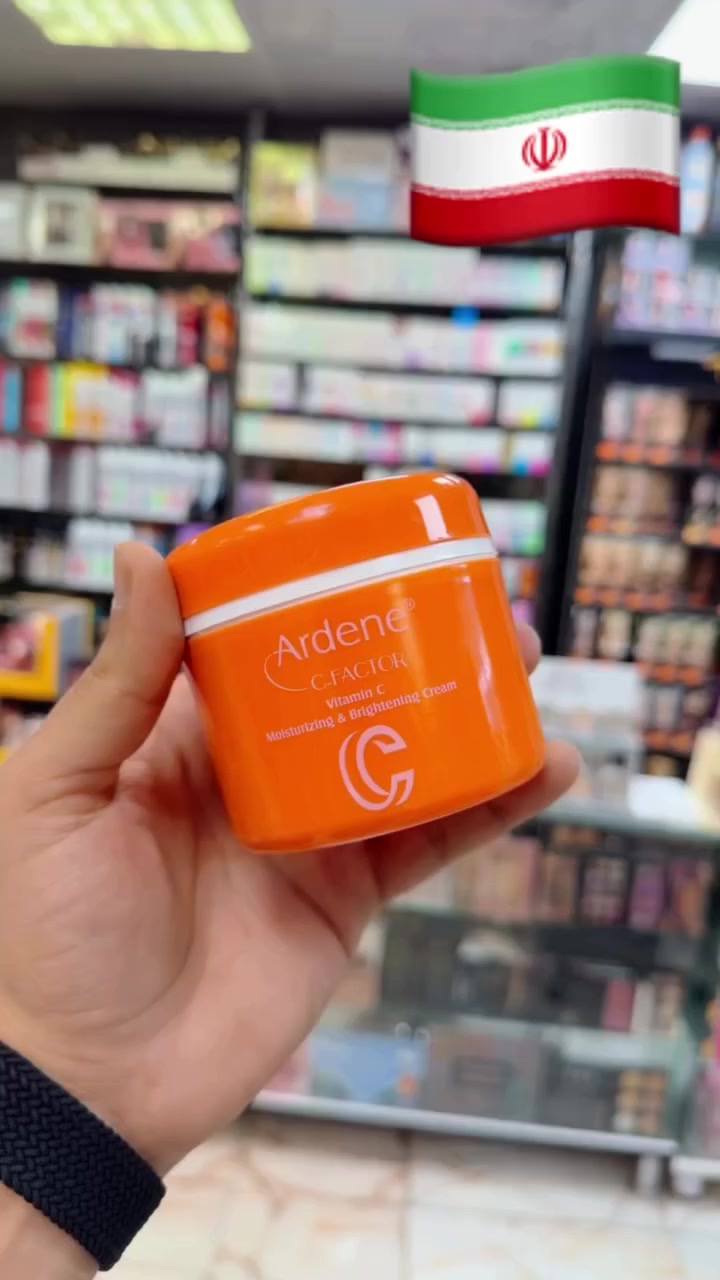 Ardene®
C-FACTOR
Vitamin C
Moisturizing & Brightening Cream